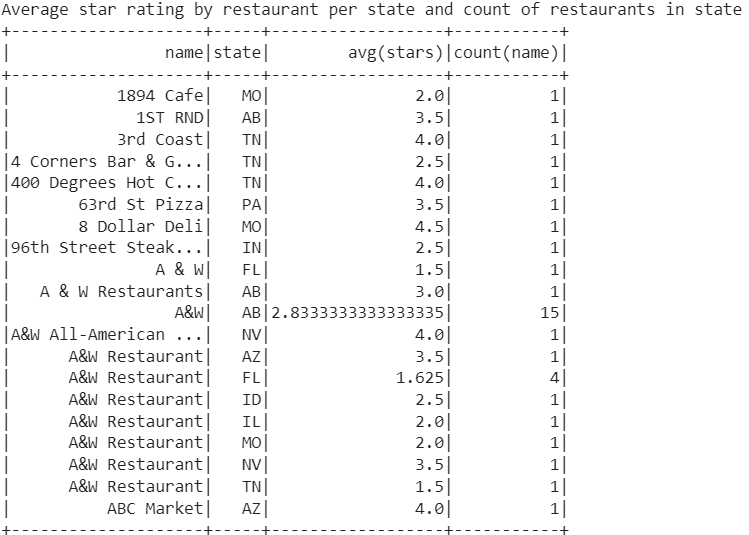 Average star rating by restaurant per state and count of restaurants in state
+-------------------+-----+------------------+-----------+
|               name|state|        avg(stars)|count(name)|
+-------------------+-----+------------------+-----------+
|          1894 Cafe|   MO|               2.0|          1|
|            1ST RND|   AB|               3.5|          1|
|          3rd Coast|   TN|               4.0|          1|
|4 Corners Bar & G...|   TN|               2.5|          1|
|400 Degrees Hot C...|   TN|               4.0|          1|
|      63rd St Pizza|   PA|               3.5|          1|
|      8 Dollar Deli|   MO|               4.5|          1|
|96th Street Steak...|   IN|               2.5|          1|
|              A & W|   FL|               1.5|          1|
|  A & W Restaurants|   AB|               3.0|          1|
|                A&W|   AB|2.8333333333333335|         15|
|A&W All-American ...|   NV|               4.0|          1|
|     A&W Restaurant|   AZ|               3.5|          1|
|     A&W Restaurant|   FL|             1.625|          4|
|     A&W Restaurant|   ID|               2.5|          1|
|     A&W Restaurant|   IL|               2.0|          1|
|     A&W Restaurant|   MO|               2.0|          1|
|     A&W Restaurant|   NV|               3.5|          1|
|     A&W Restaurant|   TN|               1.5|          1|
|         ABC Market|   AZ|               4.0|          1|
+-------------------+-----+------------------+-----------+